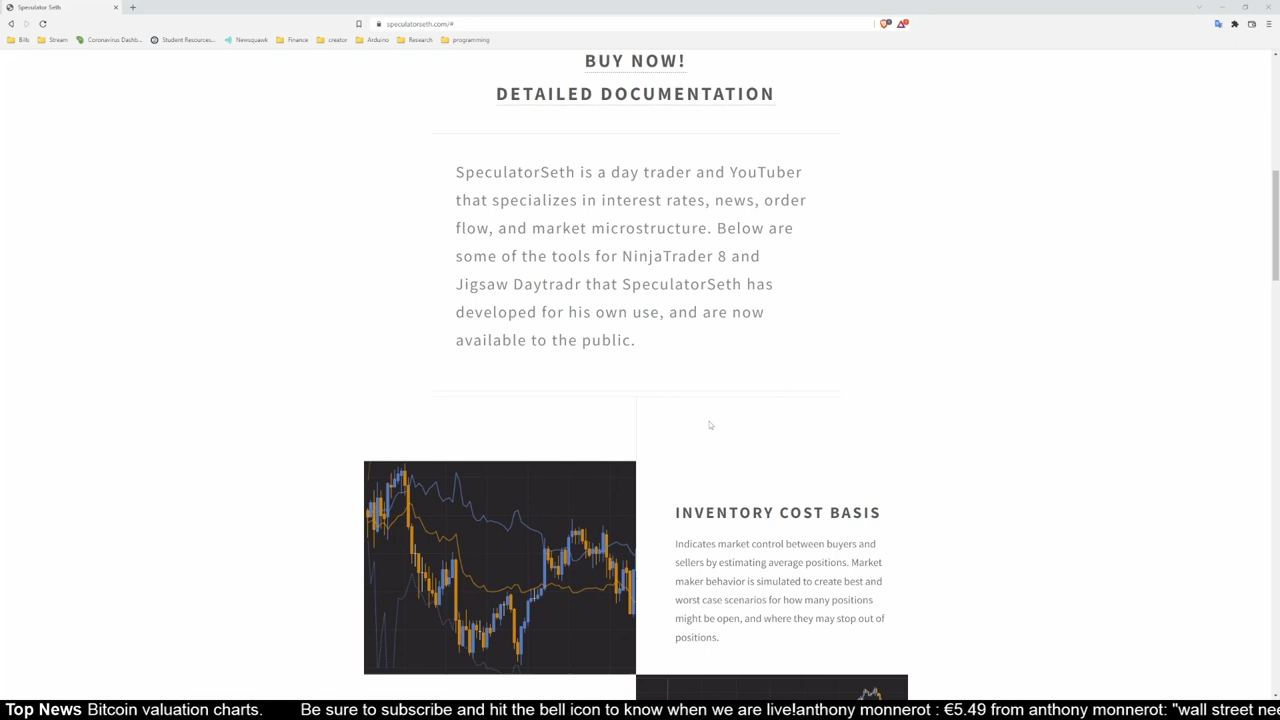 Speculator Seth
speculatorseth.com/#
Bills Stream Coronavirus Dashb... Student Resources... Newsquawk Finance creator Arduino Research programming
BUY NOW!
DETAILED DOCUMENTATION
SpeculatorSeth is a day trader and YouTuber
that specializes in interest rates, news, order
flow, and market microstructure. Below are
some of the tools for NinjaTrader 8 and
Jigsaw Daytradr that SpeculatorSeth has
developed for his own use, and are now
available to the public.
INVENTORY COST BASIS
Indicates market control between buyers and
sellers by estimating average positions. Market
maker behavior is simulated to create best and
worst case scenarios for how many positions
might be open, and where they may stop out of
positions.
Top News Bitcoin valuation charts. Be sure to subscribe and hit the bell icon to know when we are live!anthony monnerot : €5.49 from anthony monnerot: "wall street nee